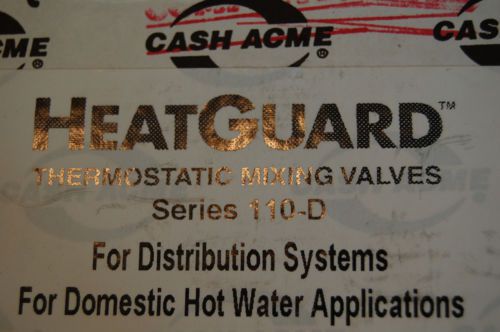 CASH ACME®
HEATGUARD™
THERMOSTATIC MIXING VALVES
Series 110-D
For Distribution Systems
For Domestic Hot Water Applications